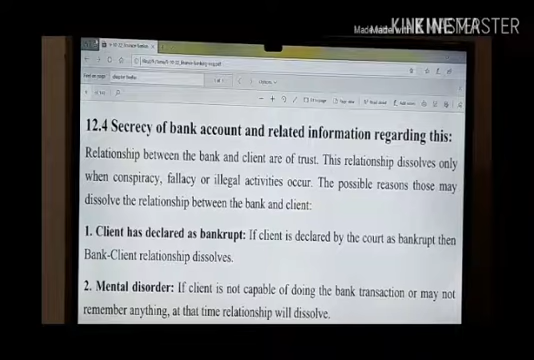 KINEMASTER
12.4 Secrecy of bank account and related information regarding this:
Relationship between the bank and client are of trust. This relationship dissolves only
when conspiracy, fallacy or illegal activities occur. The possible reasons those may
dissolve the relationship between the bank and client:
1. Client has declared as bankrupt: If client is declared by the court as bankrupt then
Bank-Client relationship dissolves.
2. Mental disorder: If client is not capable of doing the bank transaction or may not
remember anything, at that time relationship will dissolve.